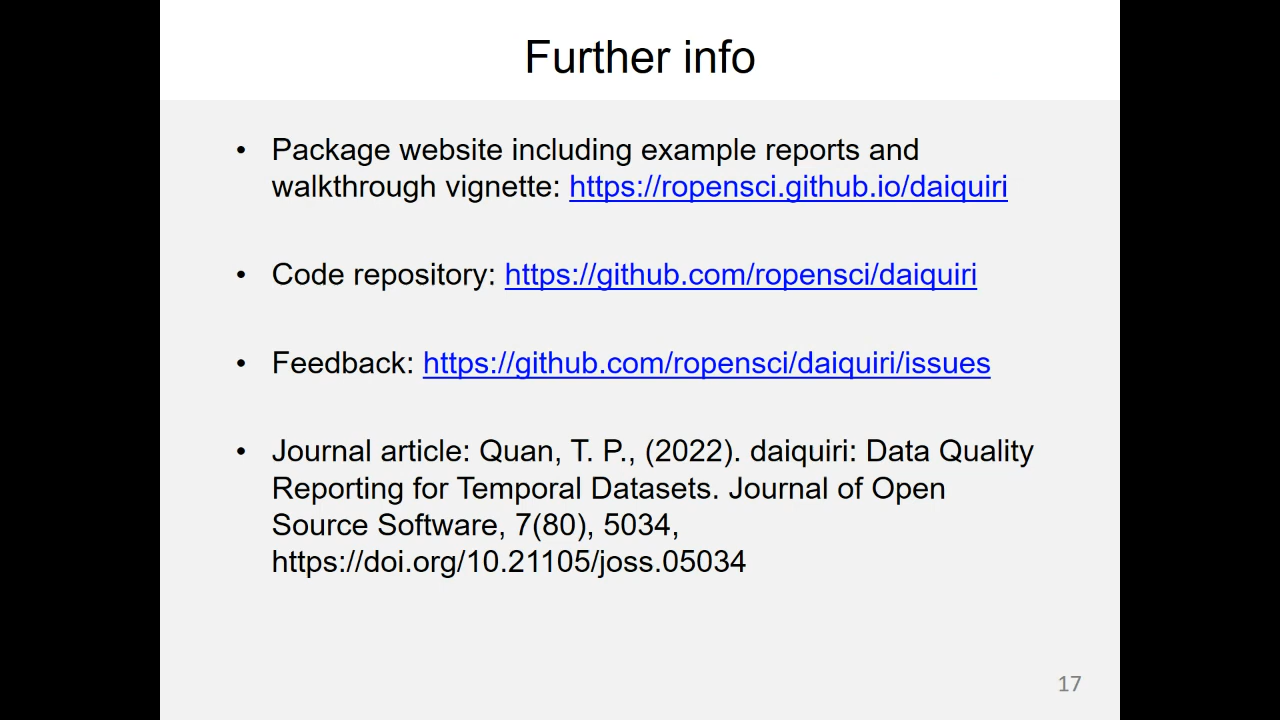 Further info
• Package website including example reports and
walkthrough vignette: https://ropensci.github.io/daiquiri
• Code repository: https://github.com/ropensci/daiquiri
• Feedback: https://github.com/ropensci/daiquiri/issues
• Journal article: Quan, T. P., (2022). daiquiri: Data Quality
Reporting for Temporal Datasets. Journal of Open
Source Software, 7(80), 5034,
https://doi.org/10.21105/joss.05034
17